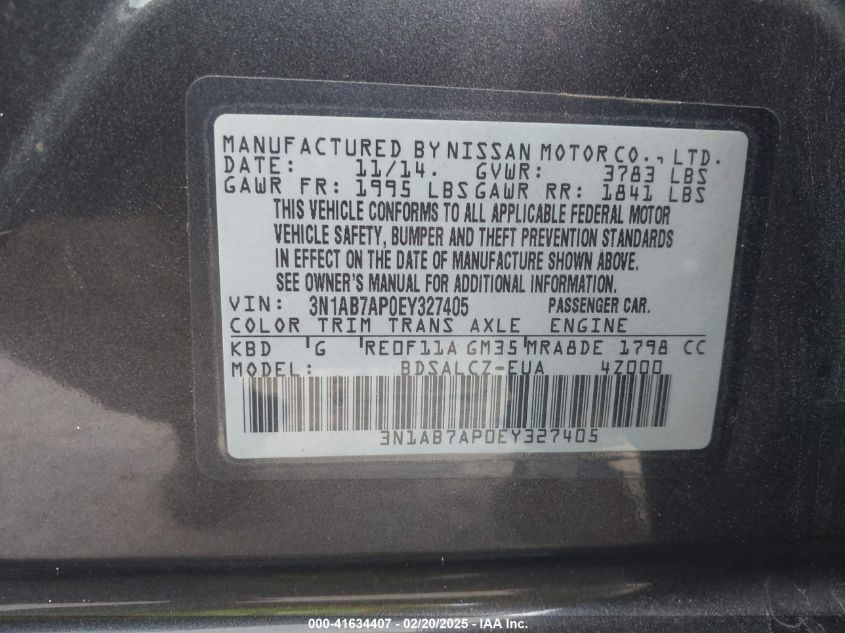 MANUFACTURED BY NISSAN MOTOR CO., LTD.
DATE: 11/14. GVWR: 3783 LBS
GAWR FR: 1995 LBS GAWR RR: 1841 LBS
THIS VEHICLE CONFORMS TO ALL APPLICABLE FEDERAL MOTOR
VEHICLE SAFETY, BUMPER AND THEFT PREVENTION STANDARDS
IN EFFECT ON THE DATE OF MANUFACTURE SHOWN ABOVE.
SEE OWNER'S MANUAL FOR ADDITIONAL INFORMATION.
VIN: 3N1AB7AP0EY327405 PASSENGER CAR.
COLOR TRIM TRANS AXLE ENGINE
KBD G RE0F11A GM35 MRA8DE 1798 CC
MODEL: BDSALCZ-EUA 4Z000
3N1AB7AP0EY327405
000-41634407 - 02/20/2025 - IAA Inc.